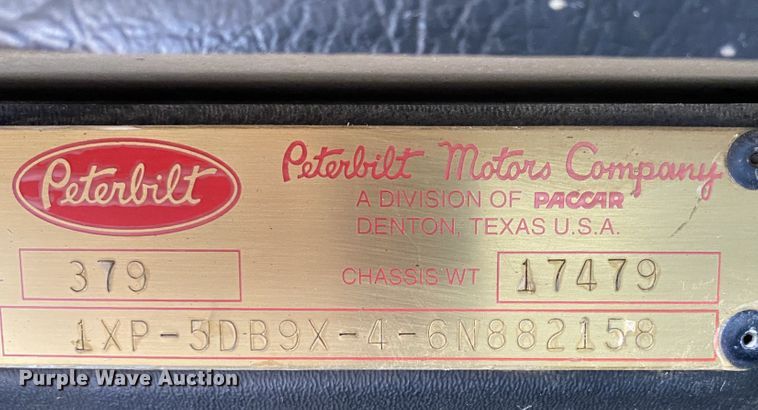 Peterbilt
Peterbilt Motors Company
A DIVISION OF PACCAR
DENTON, TEXAS U.S.A.
379
CHASSIS WT 17479
1XP-5DB9X-4-6N882158
Purple Wave Auction